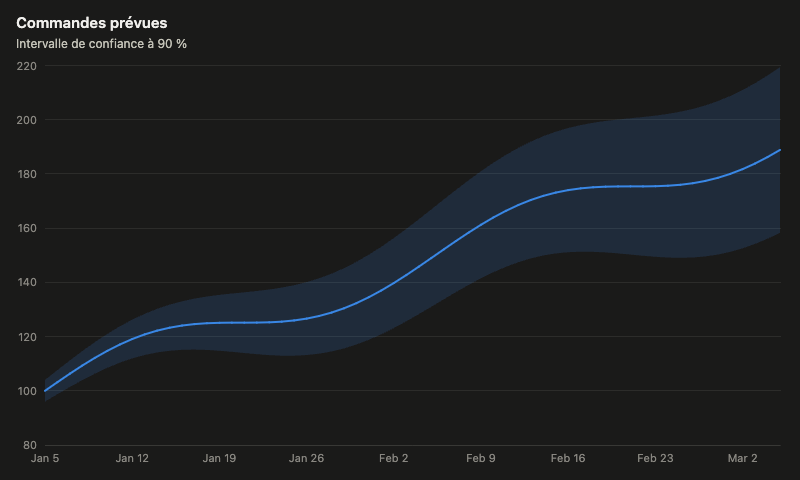 Commandes prévues
Intervalle de confiance à 90 %
220
200
180
160
140
120
100
80
Jan 5 Jan 12 Jan 19 Jan 26 Feb 2 Feb 9 Feb 16 Feb 23 Mar 2